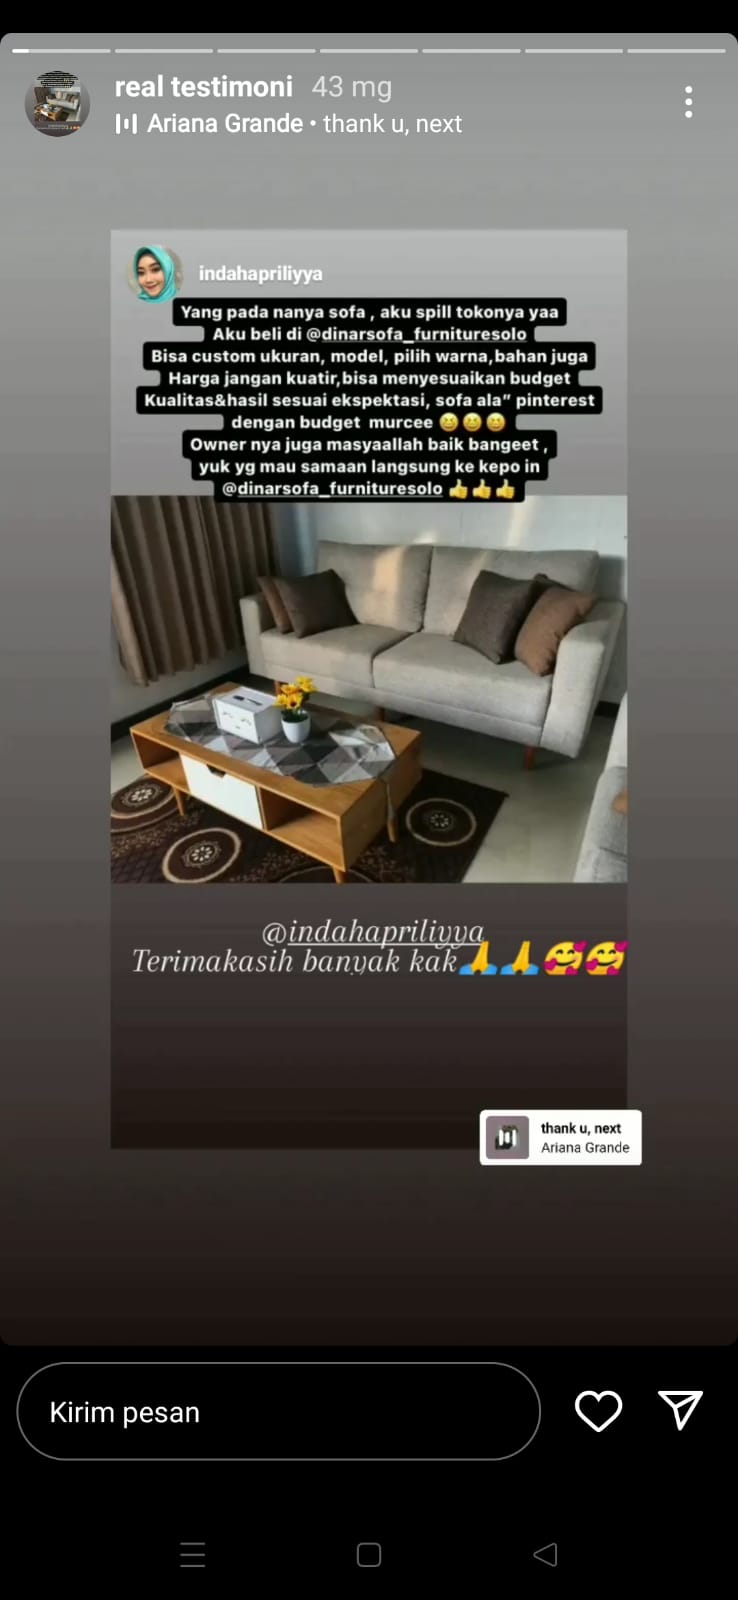 real testimoni 43 mg
Ariana Grande • thank u, next
indahapriliyya
Yang pada nanya sofa , aku spill tokonya yaa
Aku beli di @dinarsofa_furnituresolo
Bisa custom ukuran, model, pilih warna,bahan juga
Harga jangan kuatir,bisa menyesuaikan budget
Kualitas&hasil sesuai ekspektasi, sofa ala” pinterest
dengan budget murcee 😆😆😆
Owner nya juga masyaallah baik bangeet ,
yuk yg mau samaan langsung ke kepo in
@dinarsofa_furnituresolo 👍👍👍
@indahapriliyya
Terimakasih banyak kak🙏🙏🥰🥰
thank u, next
Ariana Grande
Kirim pesan